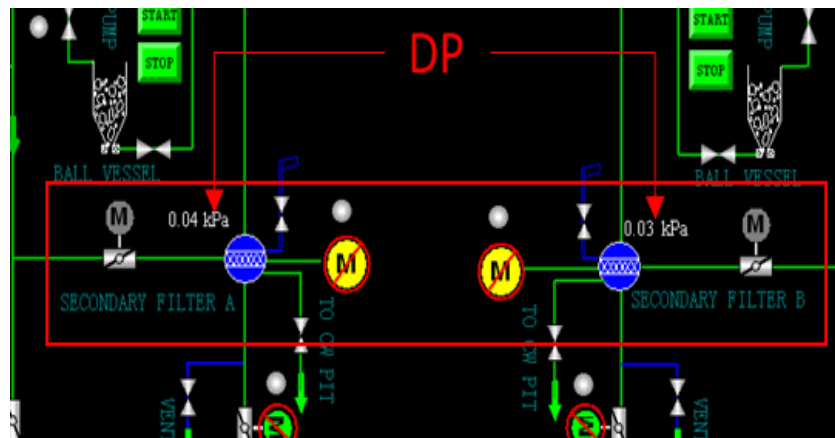 START
PUMP
STOP
DP
START
PUMP
STOP
BALL VESSEL
BALL VESSEL
M
0.04 kPa
M
0.03 kPa
M
M
SECONDARY FILTER A
SECONDARY FILTER B
TO CW PIT
TO CW PIT
VENT
VEN
M
M